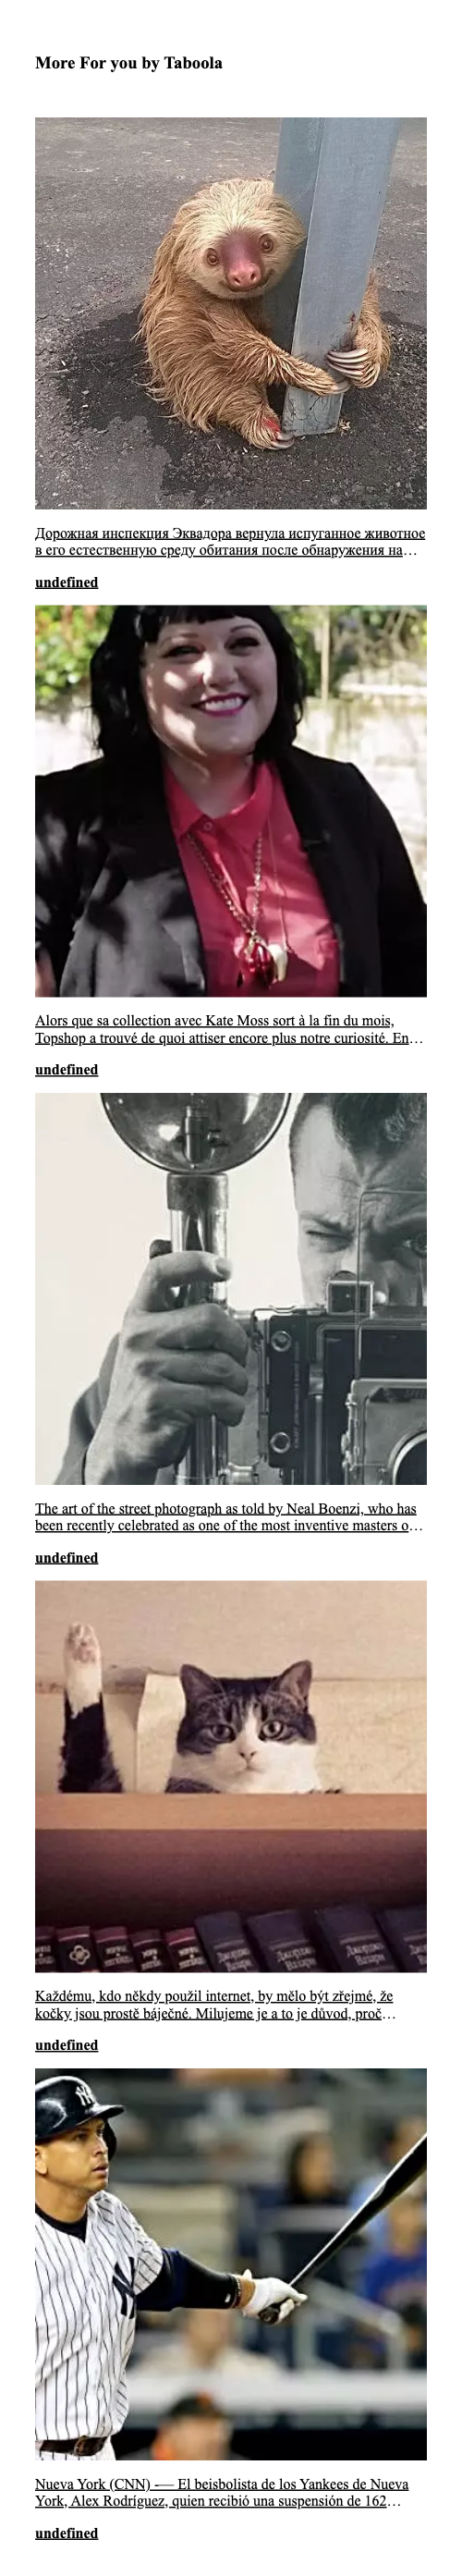 More For you by Taboola
Дорожная инспекция Эквадора вернула испуганное животное
в его естественную среду обитания после обнаружения на…
undefined
Alors que sa collection avec Kate Moss sort à la fin du mois,
Topshop a trouvé de quoi attiser encore plus notre curiosité. En…
undefined
The art of the street photograph as told by Neal Boenzi, who has
been recently celebrated as one of the most inventive masters o…
undefined
Každému, kdo někdy použil internet, by mělo být zřejmé, že
kočky jsou prostě báječné. Milujeme je a to je důvod, proč…
undefined
Nueva York (CNN) -— El beisbolista de los Yankees de Nueva
York, Alex Rodríguez, quien recibió una suspensión de 162…
undefined